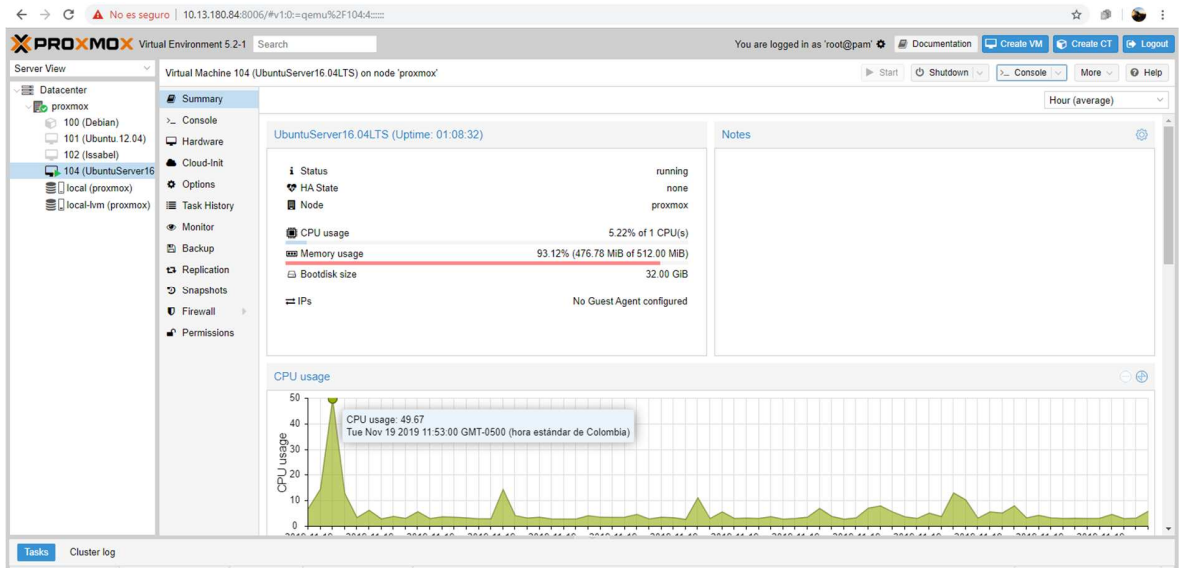 No es seguro | 10.13.180.84:8006/#v1:0:=qemu%2F104:4::::::
PROXMOX Virtual Environment 5.2-1 Search You are logged in as 'root@pam' Documentation Create VM Create CT Logout
Server View
Virtual Machine 104 (UbuntuServer16.04LTS) on node 'proxmox' Start Shutdown Console More Help
Datacenter
proxmox
100 (Debian)
101 (Ubuntu.12.04)
102 (Issabel)
104 (UbuntuServer16
local (proxmox)
local-lvm (proxmox)
Summary
Console
Hardware
Cloud-Init
Options
Task History
Monitor
Backup
Replication
Snapshots
Firewall
Permissions
Hour (average)
UbuntuServer16.04LTS (Uptime: 01:08:32)
Status running
HA State none
Node proxmox
CPU usage 5.22% of 1 CPU(s)
Memory usage 93.12% (476.78 MiB of 512.00 MiB)
Bootdisk size 32.00 GiB
IPs No Guest Agent configured
Notes
CPU usage
50
40
30
20
10
0
CPU usage
CPU usage: 49.67
Tue Nov 19 2019 11:53:00 GMT-0500 (hora estándar de Colombia)
Tasks Cluster log